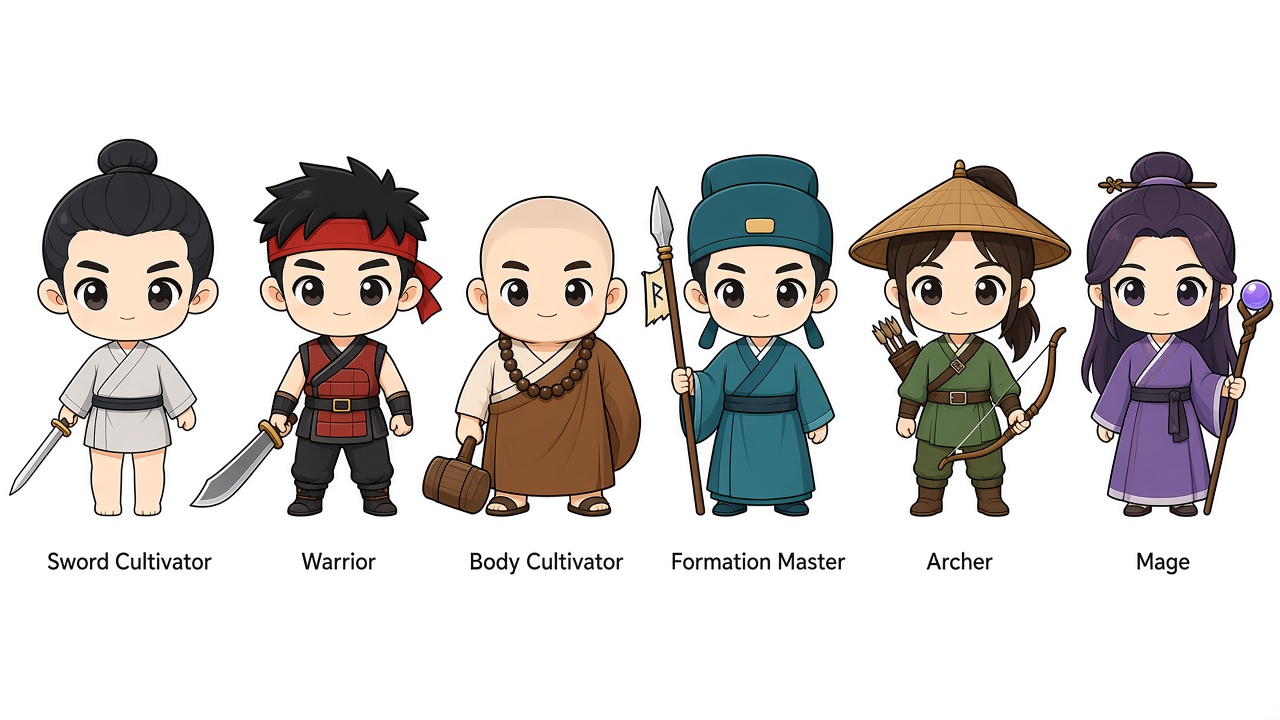 Sword Cultivator
Warrior
Body Cultivator
Formation Master
Archer
Mage